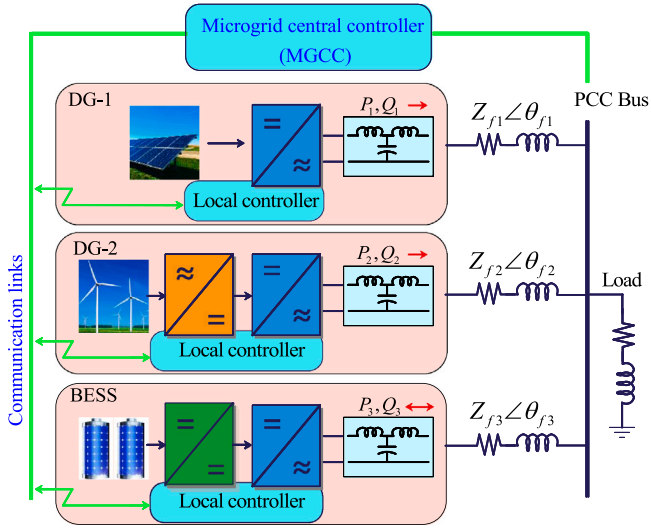 Microgrid central controller
(MGCC)
DG-1
P1, Q1
Zf1∠θf1
PCC Bus
Local controller
DG-2
P2, Q2
Zf2∠θf2
Load
Local controller
Communication links
BESS
P3, Q3
Zf3∠θf3
Local controller